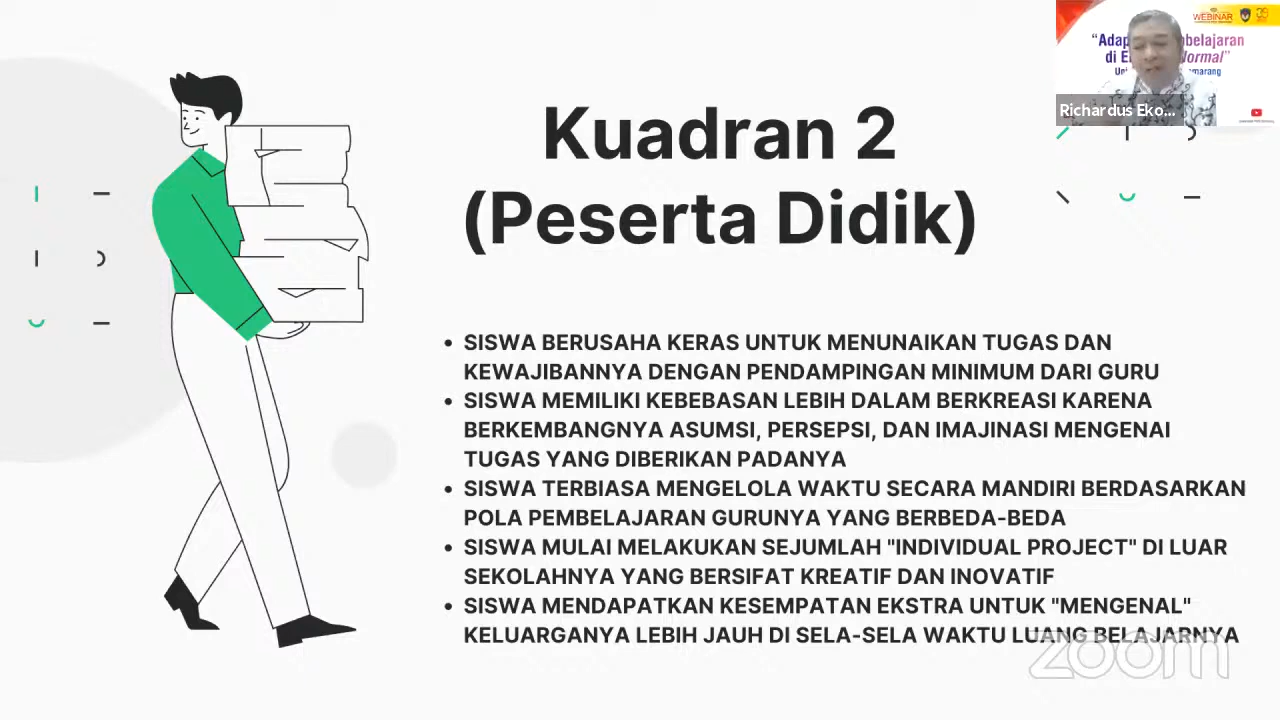 WEBINAR
Richardus Eko...
Kuadran 2
(Peserta Didik)
• SISWA BERUSAHA KERAS UNTUK MENUNAIKAN TUGAS DAN
KEWAJIBANNYA DENGAN PENDAMPINGAN MINIMUM DARI GURU
• SISWA MEMILIKI KEBEBASAN LEBIH DALAM BERKREASI KARENA
BERKEMBANGNYA ASUMSI, PERSEPSI, DAN IMAJINASI MENGENAI
TUGAS YANG DIBERIKAN PADANYA
• SISWA TERBIASA MENGELOLA WAKTU SECARA MANDIRI BERDASARKAN
POLA PEMBELAJARAN GURUNYA YANG BERBEDA-BEDA
• SISWA MULAI MELAKUKAN SEJUMLAH "INDIVIDUAL PROJECT" DI LUAR
SEKOLAHNYA YANG BERSIFAT KREATIF DAN INOVATIF
• SISWA MENDAPATKAN KESEMPATAN EKSTRA UNTUK "MENGENAL"
KELUARGANYA LEBIH JAUH DI SELA-SELA WAKTU LUANG BELAJARNYA
zoom